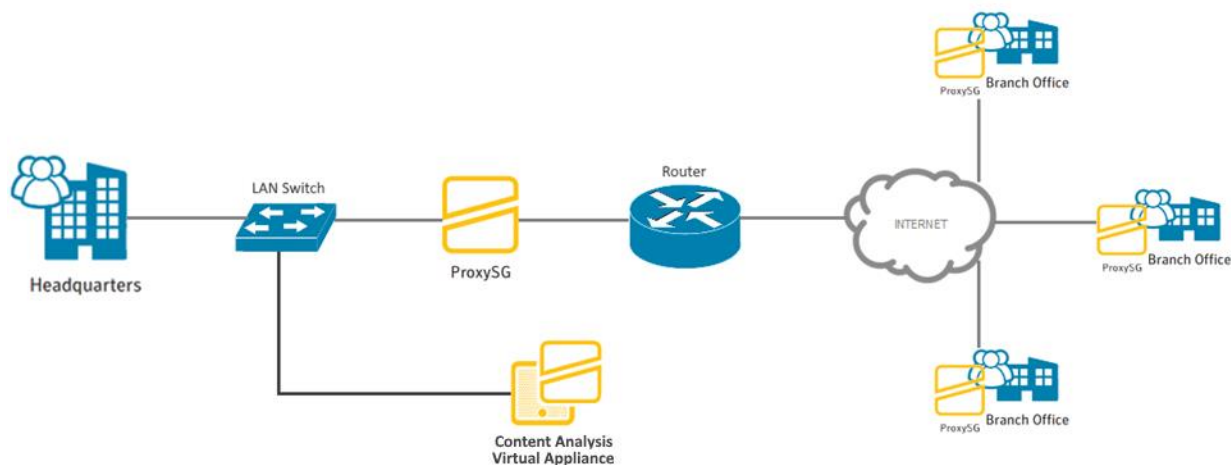 Headquarters
LAN Switch
ProxySG
Content Analysis
Virtual Appliance
Router
INTERNET
ProxySG
Branch Office
ProxySG
Branch Office
ProxySG
Branch Office